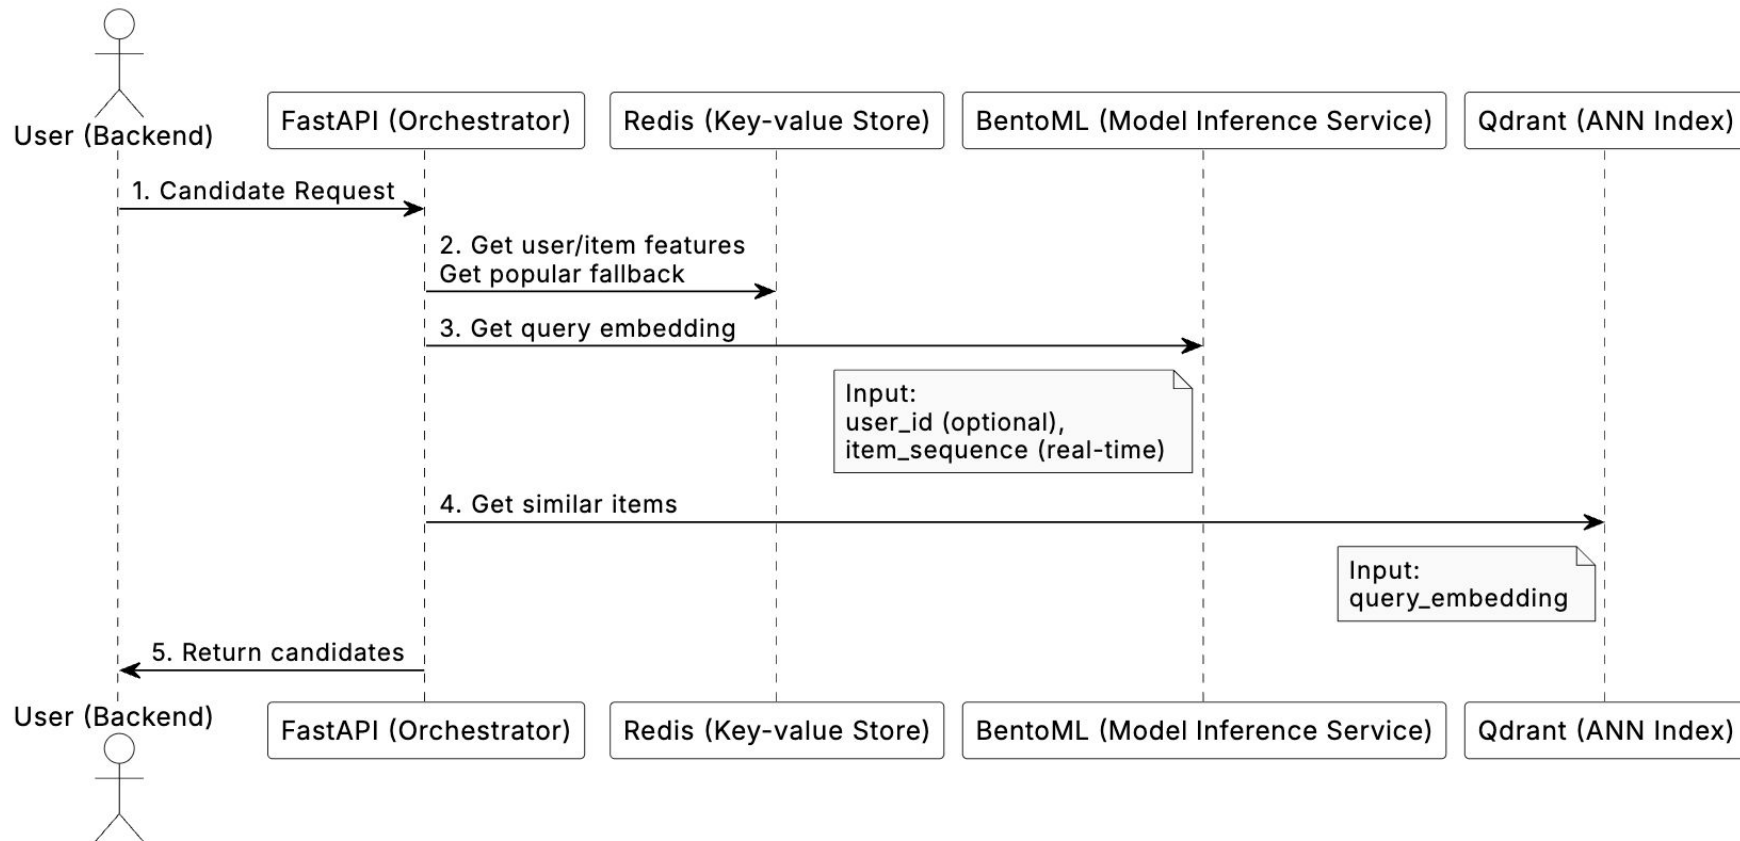 User (Backend)
FastAPI (Orchestrator)
Redis (Key-value Store)
BentoML (Model Inference Service)
Qdrant (ANN Index)
1. Candidate Request
2. Get user/item features
Get popular fallback
3. Get query embedding
Input:
user_id (optional),
item_sequence (real-time)
4. Get similar items
Input:
query_embedding
5. Return candidates
User (Backend)
FastAPI (Orchestrator)
Redis (Key-value Store)
BentoML (Model Inference Service)
Qdrant (ANN Index)